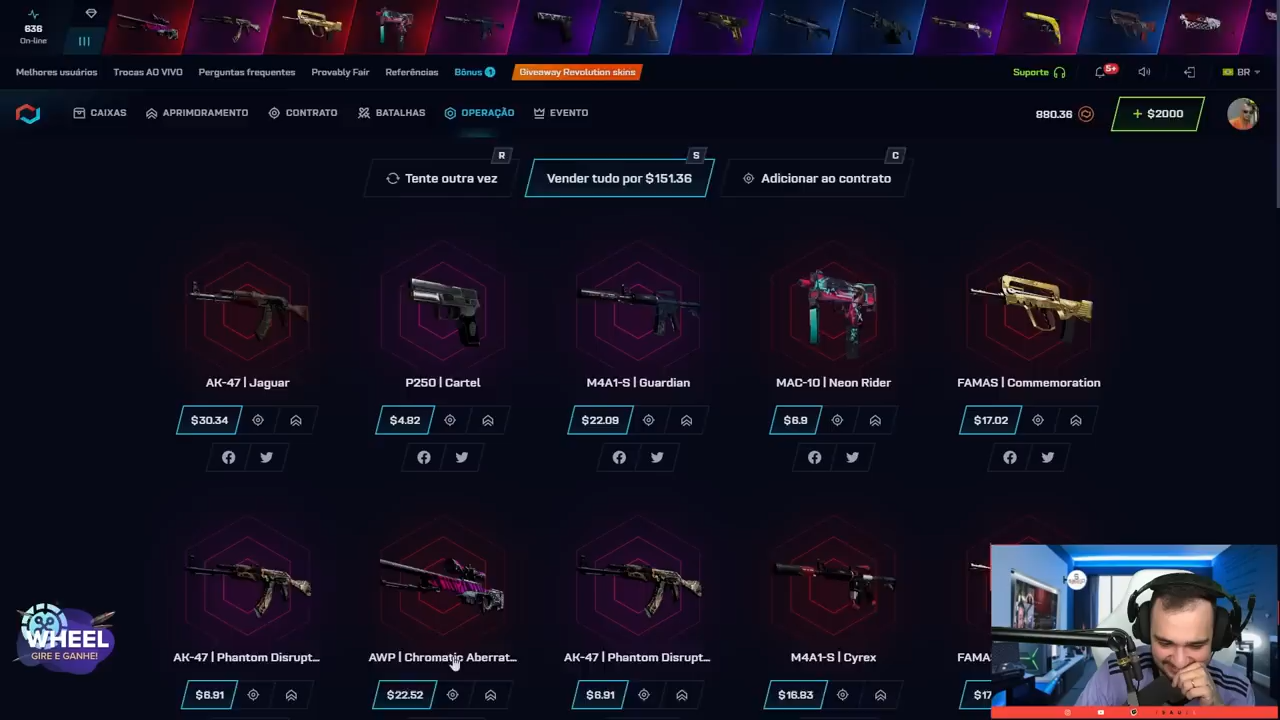 636
On-line
Melhores usuários
Trocas AO VIVO
Perguntas frequentes
Provably Fair
Referências
Bônus
Giveaway Revolution skins
Suporte
5+
BR
CAIXAS
APRIMORAMENTO
CONTRATO
BATALHAS
OPERAÇÃO
EVENTO
880.36
+ $2000
R
S
C
Tente outra vez
Vender tudo por $151.36
Adicionar ao contrato
AK-47 | Jaguar
P250 | Cartel
M4A1-S | Guardian
MAC-10 | Neon Rider
FAMAS | Commemoration
$30.34
$4.82
$22.09
$6.9
$17.02
AK-47 | Phantom Disrupt...
AWP | Chromatic Aberrat...
AK-47 | Phantom Disrupt...
M4A1-S | Cyrex
FAMA
$6.91
$22.52
$6.91
$16.83
$17
WHEEL
GIRE E GANHE!